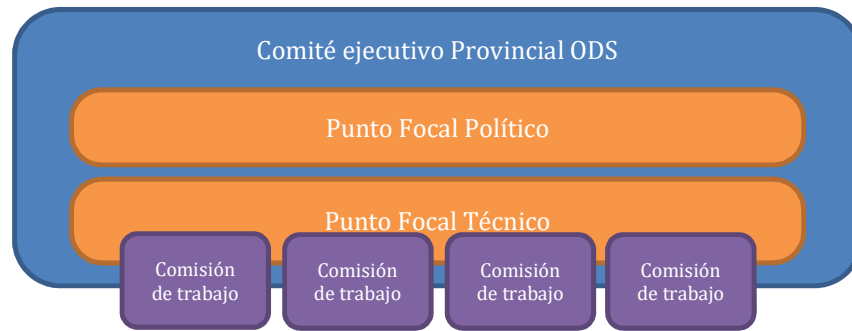 Comité ejecutivo Provincial ODS
Punto Focal Político
Punto Focal Técnico
Comisión
de trabajo
Comisión
de trabajo
Comisión
de trabajo
Comisión
de trabajo